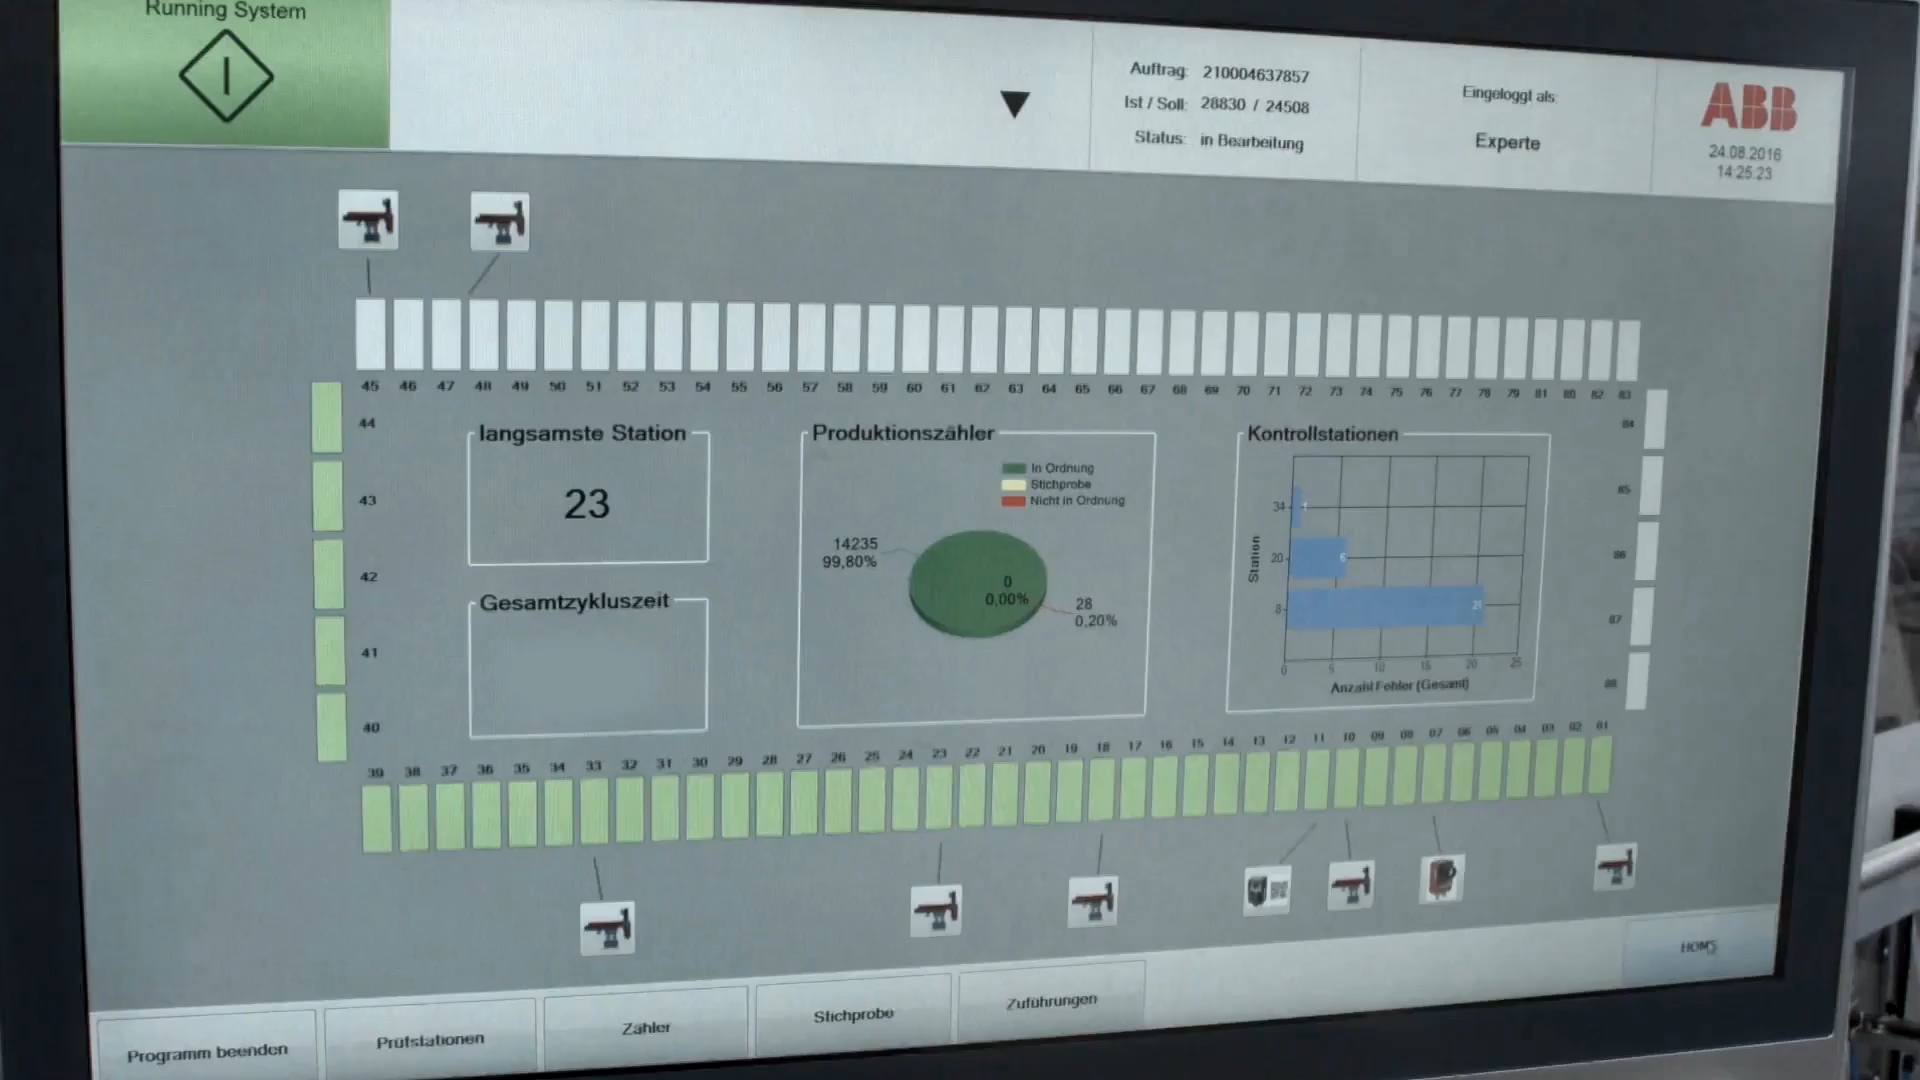 Running System
Auftrag: 210004637857
Ist / Soll: 28830 / 24508
Status: in Bearbeitung
Eingeloggt als:
Experte
ABB
24.08.2016
14:25:23
45 46 47 48 49 50 51 52 53 54 55 56 57 58 59 60 61 62 63 64 65 66 67 68 69 70 71 72 73 74 75 76 77 78 79 81 80 82 83
44
43
42
41
40
langsamste Station
23
Gesamtzykluszeit
Produktionszähler
In Ordnung
Stichprobe
Nicht in Ordnung
14235
99,80%
0
0,00%
28
0,20%
Kontrollstationen
Station
34 1
20 6
8 21
0 5 10 15 20 25
Anzahl Fehler (Gesamt)
84
85
86
87
88
39 38 37 36 35 34 33 32 31 30 29 28 27 26 25 24 23 22 21 20 19 18 17 16 15 14 13 12 11 10 09 08 07 06 05 04 03 02 01
Programm beenden
Prüfstationen
Zähler
Stichprobe
Zuführungen
HOME